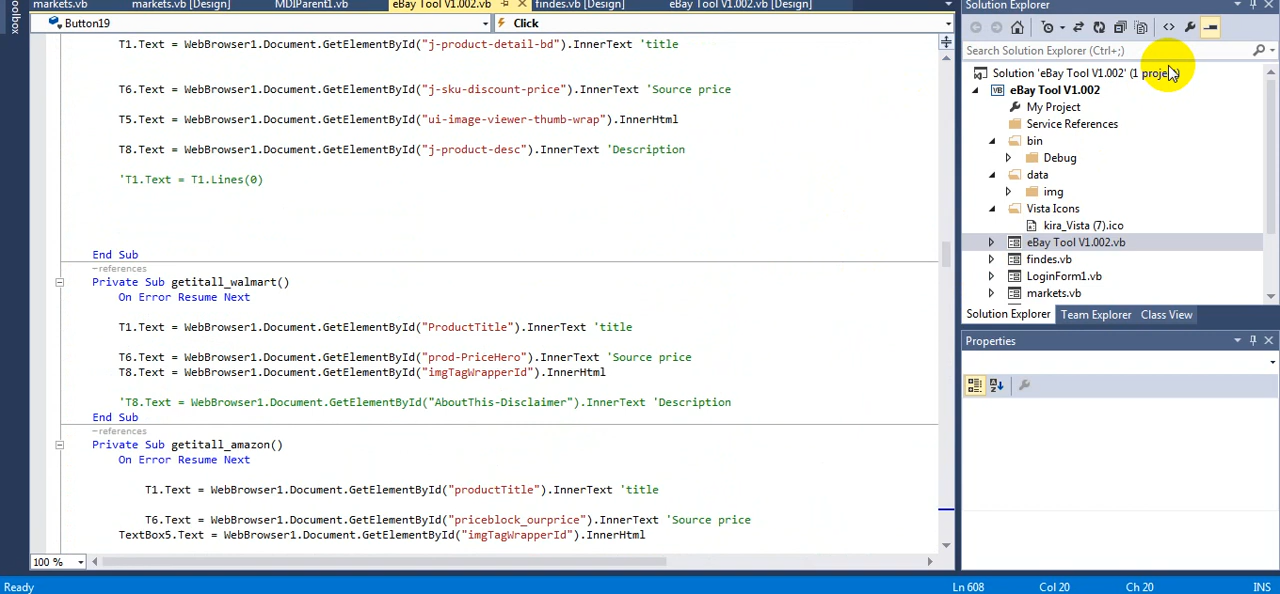 toolbox
markets.vb
markets.vb [Design]
MDIParent1.vb
eBay Tool V1.002.vb
findes.vb [Design]
eBay Tool V1.002.vb [Design]
Button19
Click
T1.Text = WebBrowser1.Document.GetElementById("j-product-detail-bd").InnerText 'title
T6.Text = WebBrowser1.Document.GetElementById("j-sku-discount-price").InnerText 'Source price
T5.Text = WebBrowser1.Document.GetElementById("ui-image-viewer-thumb-wrap").InnerHtml
T8.Text = WebBrowser1.Document.GetElementById("j-product-desc").InnerText 'Description
'T1.Text = T1.Lines(0)
End Sub
-references
Private Sub getitall_walmart()
On Error Resume Next
T1.Text = WebBrowser1.Document.GetElementById("ProductTitle").InnerText 'title
T6.Text = WebBrowser1.Document.GetElementById("prod-PriceHero").InnerText 'Source price
T8.Text = WebBrowser1.Document.GetElementById("imgTagWrapperId").InnerHtml
'T8.Text = WebBrowser1.Document.GetElementById("AboutThis-Disclaimer").InnerText 'Description
End Sub
-references
Private Sub getitall_amazon()
On Error Resume Next
T1.Text = WebBrowser1.Document.GetElementById("productTitle").InnerText 'title
T6.Text = WebBrowser1.Document.GetElementById("priceblock_ourprice").InnerText 'Source price
TextBox5.Text = WebBrowser1.Document.GetElementById("imgTagWrapperId").InnerHtml
100 %
Solution Explorer
Search Solution Explorer (Ctrl+;)
Solution 'eBay Tool V1.002' (1 project)
VB eBay Tool V1.002
My Project
Service References
bin
Debug
data
img
Vista Icons
kira_Vista (7).ico
eBay Tool V1.002.vb
findes.vb
LoginForm1.vb
markets.vb
Solution Explorer Team Explorer Class View
Properties
Ready
Ln 608 Col 20 Ch 20 INS